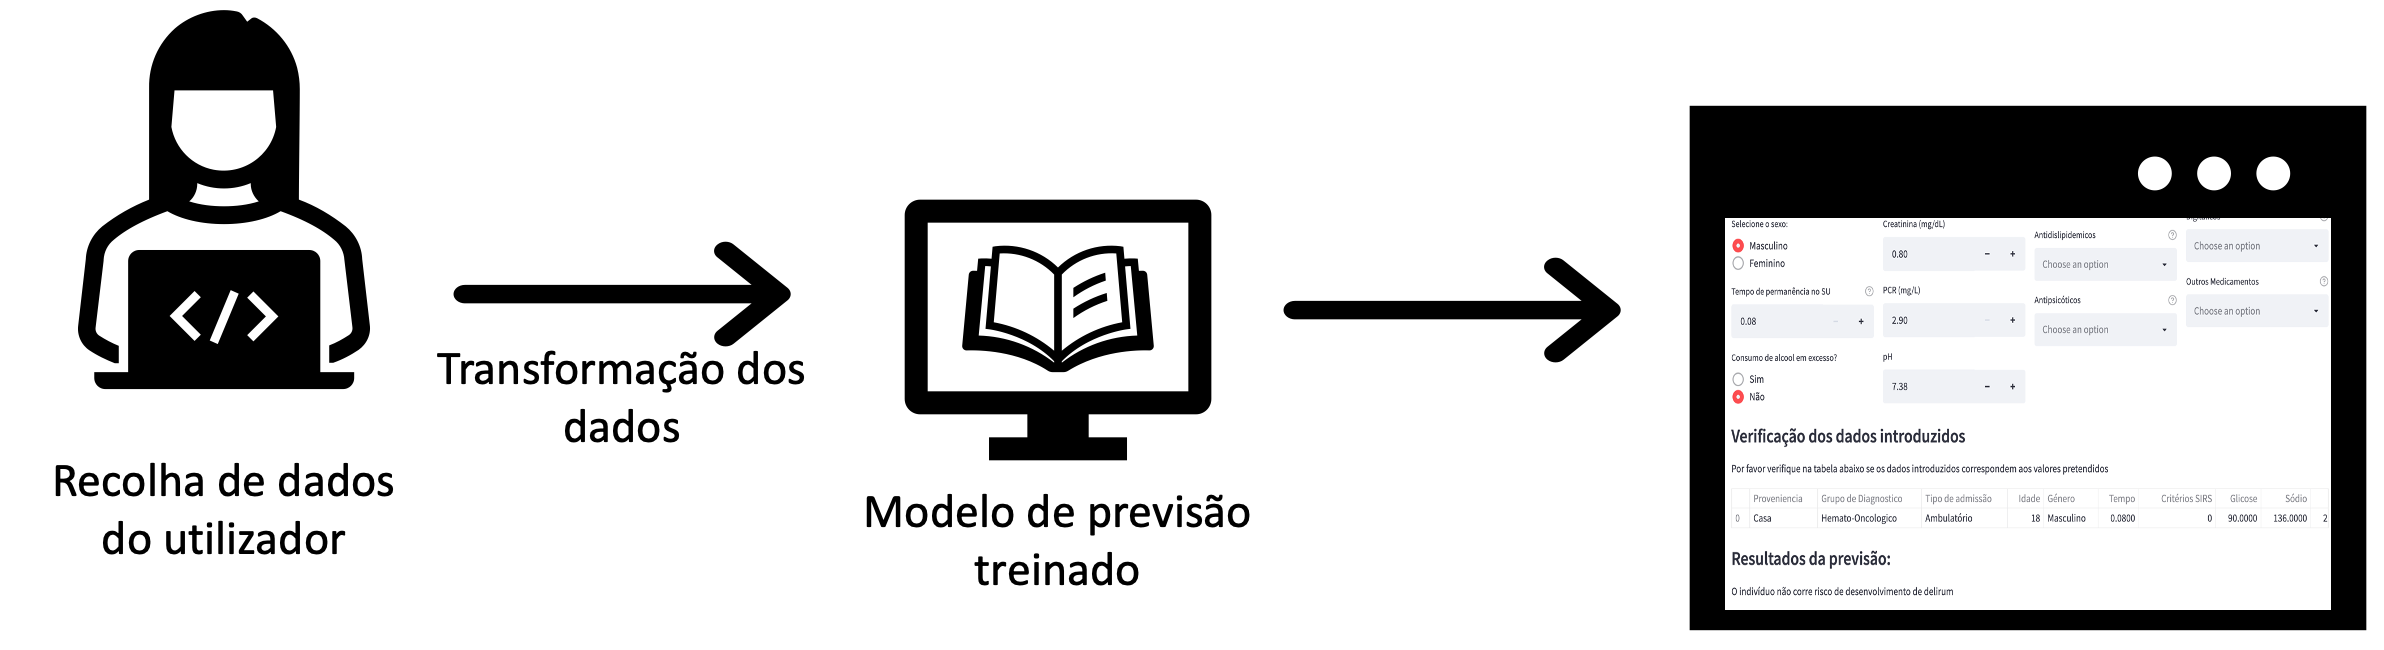 Recolha de dados
do utilizador
Transformação dos
dados
Modelo de previsão
treinado
Selecione o sexo:
Masculino
Feminino
Tempo de permanência no SU
0.08
Consumo de alcool em excesso?
Sim
Não
Creatinina (mg/dL)
0.80
PCR (mg/L)
2.90
pH
7.38
Antidislipidemicos
Choose an option
Antipsicóticos
Choose an option
Choose an option
Outros Medicamentos
Choose an option
Verificação dos dados introduzidos
Por favor verifique na tabela abaixo se os dados introduzidos correspondem aos valores pretendidos
Proveniencia Grupo de Diagnostico Tipo de admissão Idade Género Tempo Critérios SIRS Glicose Sódio
0 Casa Hemato-Oncologico Ambulatório 18 Masculino 0.0800 0 90.0000 136.0000 2
Resultados da previsão:
O indivíduo não corre risco de desenvolvimento de delirum